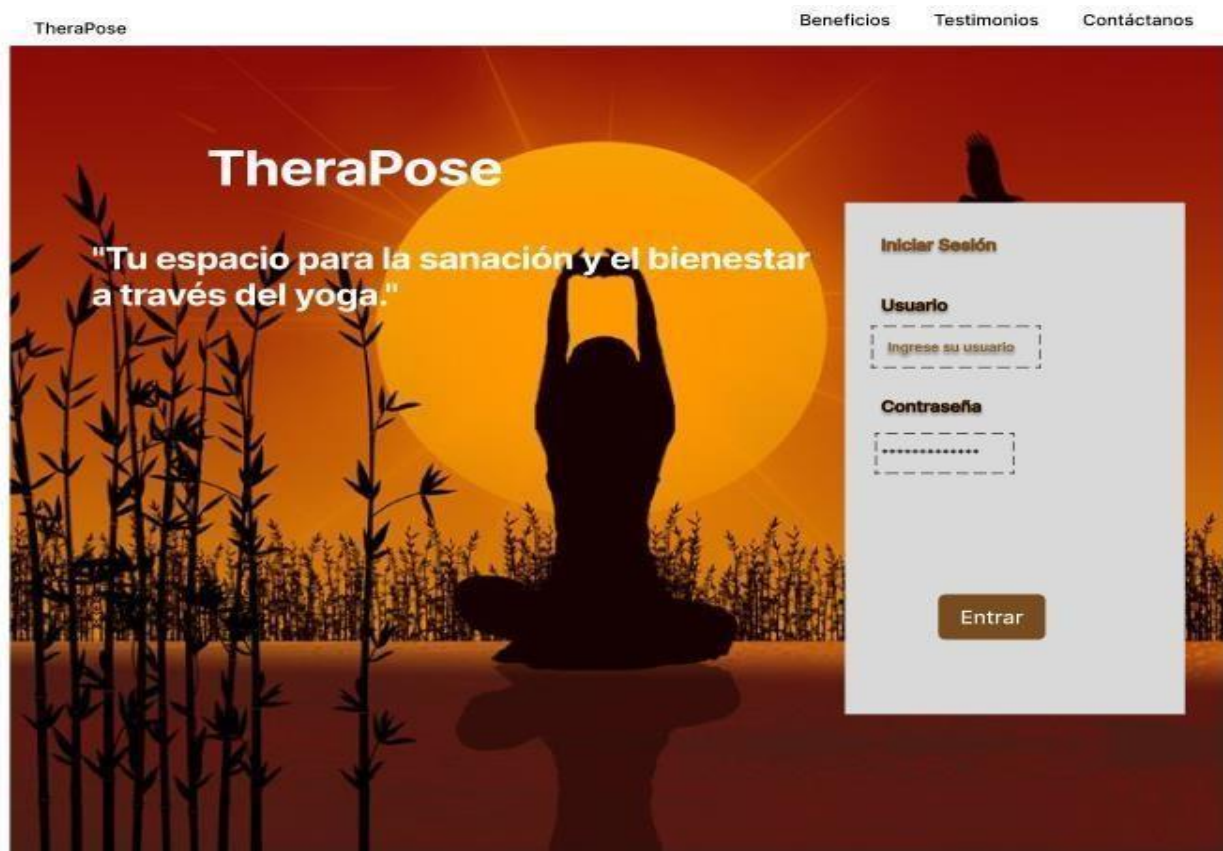 TheraPose
Beneficios
Testimonios
Contáctanos
TheraPose
"Tu espacio para la sanación y el bienestar
a través del yoga."
Iniciar Sesión
Usuario
Ingrese su usuario
Contraseña
*************
Entrar